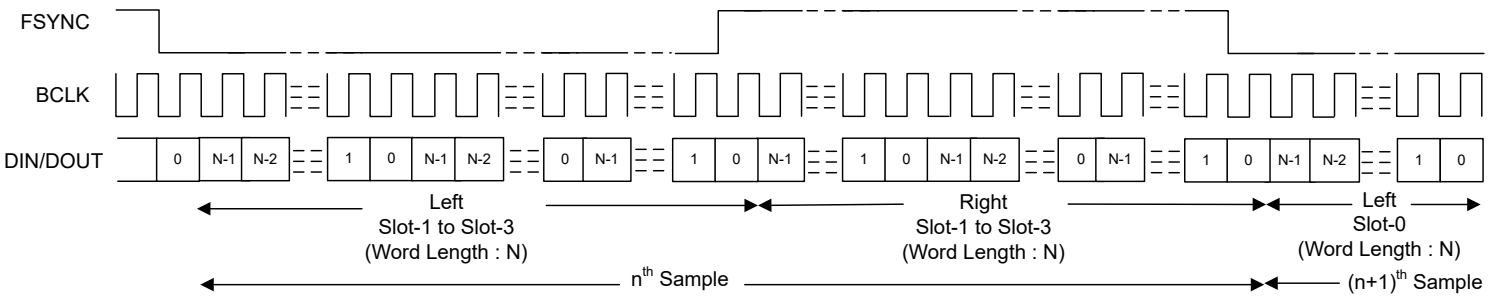 FSYNC
BCLK
DIN/DOUT
0 N-1 N-2 1 0 N-1 N-2 0 N-1 1 0 N-1 1 0 N-1 N-2 0 N-1 1 0 N-1 N-2 1 0
Left Right Left
Slot-1 to Slot-3 Slot-1 to Slot-3 Slot-0
(Word Length : N) (Word Length : N) (Word Length : N)
nth Sample (n+1)th Sample